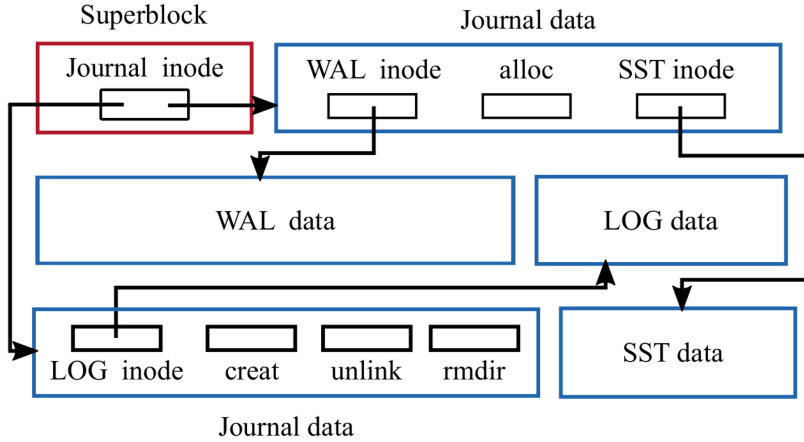 Superblock
Journal data
Journal inode
WAL inode
alloc
SST inode
WAL data
LOG data
LOG inode
creat
unlink
rmdir
SST data
Journal data